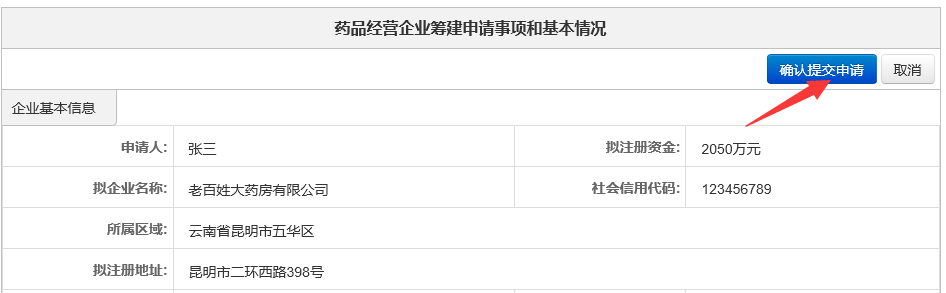 药品经营企业筹建申请事项和基本情况
确认提交申请 取消
企业基本信息
申请人: 张三 拟注册资金: 2050万元
拟企业名称: 老百姓大药房有限公司 社会信用代码: 123456789
所属区域: 云南省昆明市五华区
拟注册地址: 昆明市二环西路398号